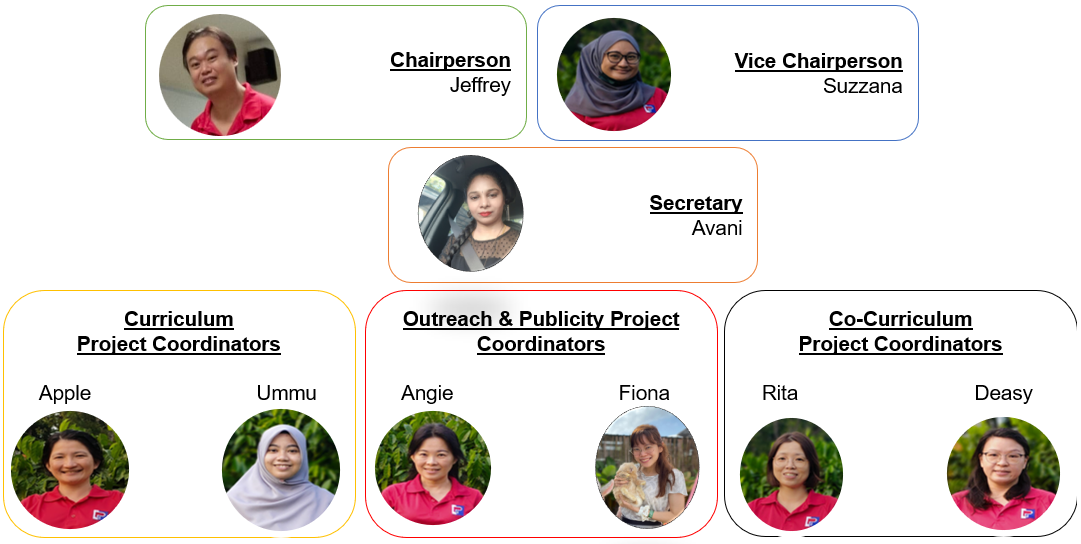 Chairperson
Jeffrey
Vice Chairperson
Suzzana
Secretary
Avani
Curriculum
Project Coordinators
Apple
Ummu
Outreach & Publicity Project
Coordinators
Angie
Fiona
Co-Curriculum
Project Coordinators
Rita
Deasy